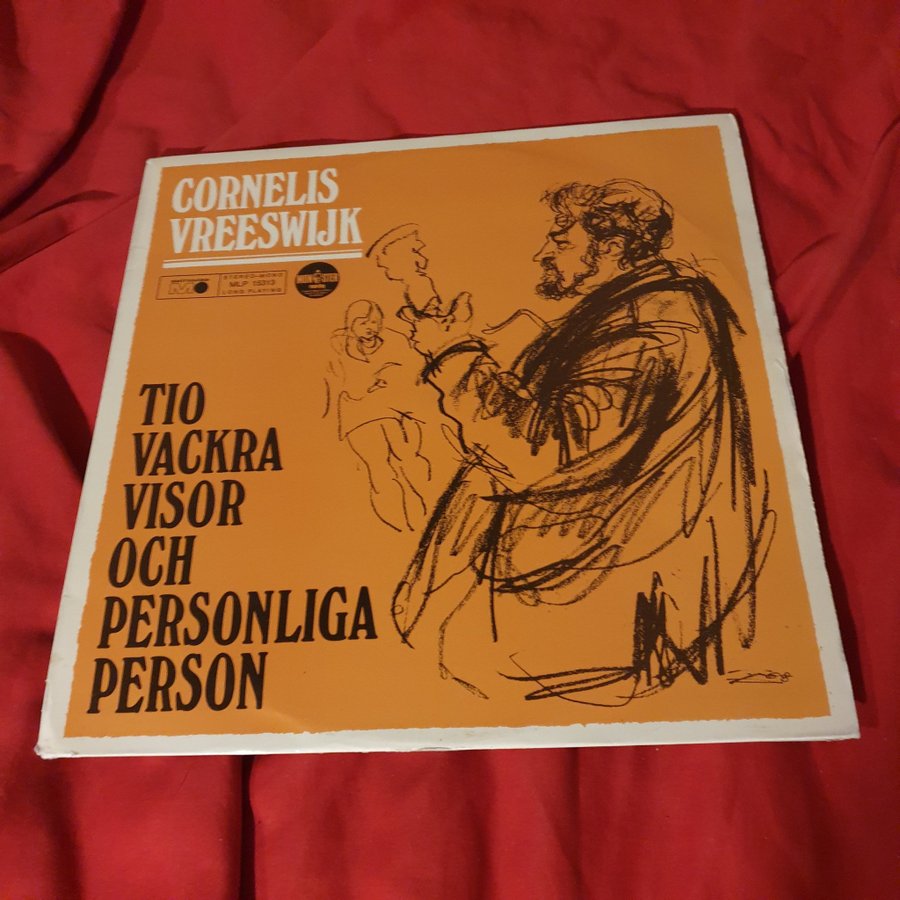 CORNELIS
VREESWIJK
STEREO-MONO
MLP 15313
LONG PLAYING
TIO
VACKRA
VISOR
OCH
PERSONLIGA
PERSON